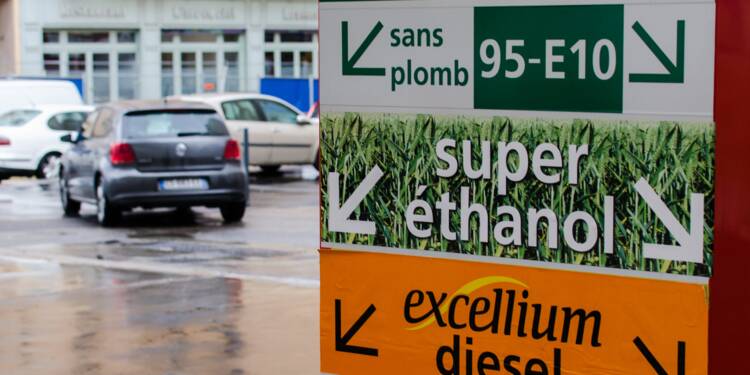 sans
plomb
95-E10
super
éthanol
excellium
diesel